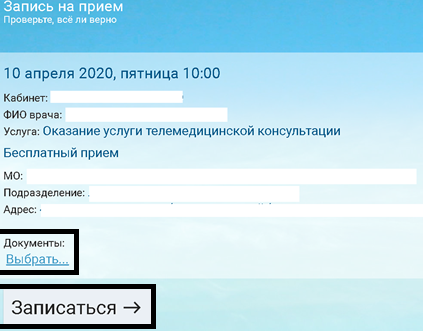 Запись на прием
Проверьте, всё ли верно
10 апреля 2020, пятница 10:00
Кабинет:
ФИО врача:
Услуга: Оказание услуги телемедицинской консультации
Бесплатный прием
МО:
Подразделение:
Адрес:
Документы:
Выбрать...
Записаться →